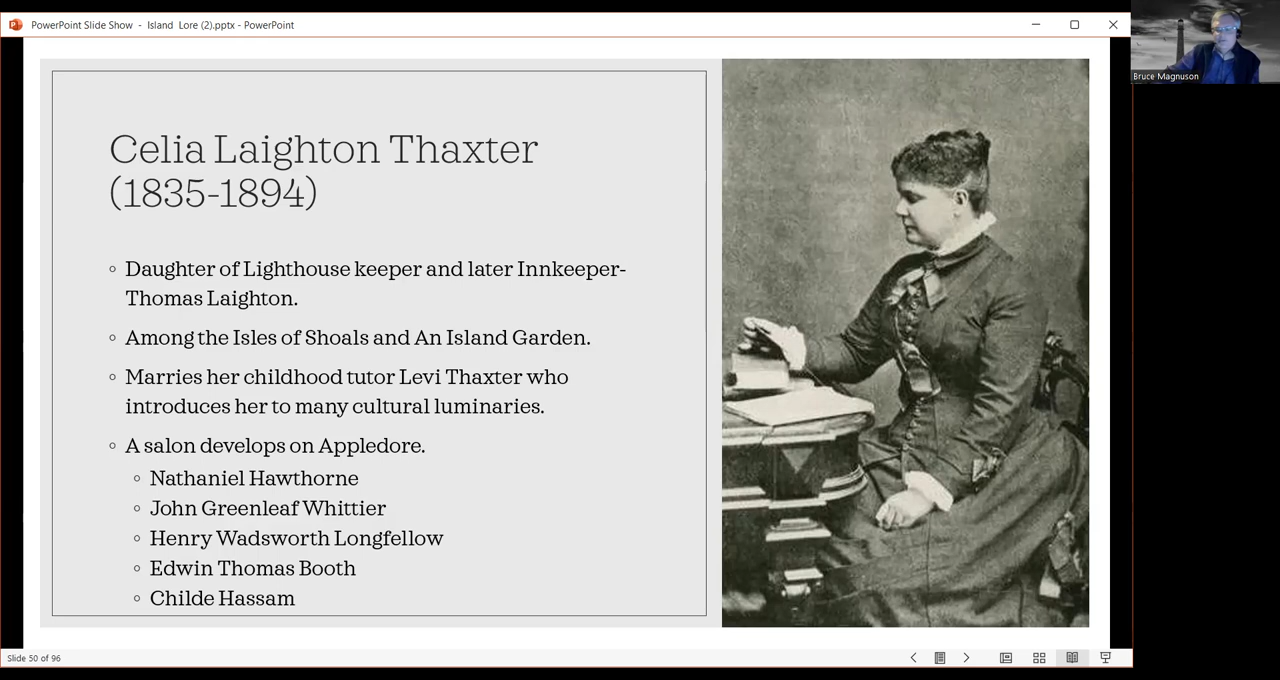 PowerPoint Slide Show - Island Lore (2).pptx - PowerPoint
Bruce Magnuson
Celia Laighton Thaxter
(1835-1894)
Daughter of Lighthouse keeper and later Innkeeper-
Thomas Laighton.
Among the Isles of Shoals and An Island Garden.
Marries her childhood tutor Levi Thaxter who
introduces her to many cultural luminaries.
A salon develops on Appledore.
Nathaniel Hawthorne
John Greenleaf Whittier
Henry Wadsworth Longfellow
Edwin Thomas Booth
Childe Hassam
Slide 50 of 96